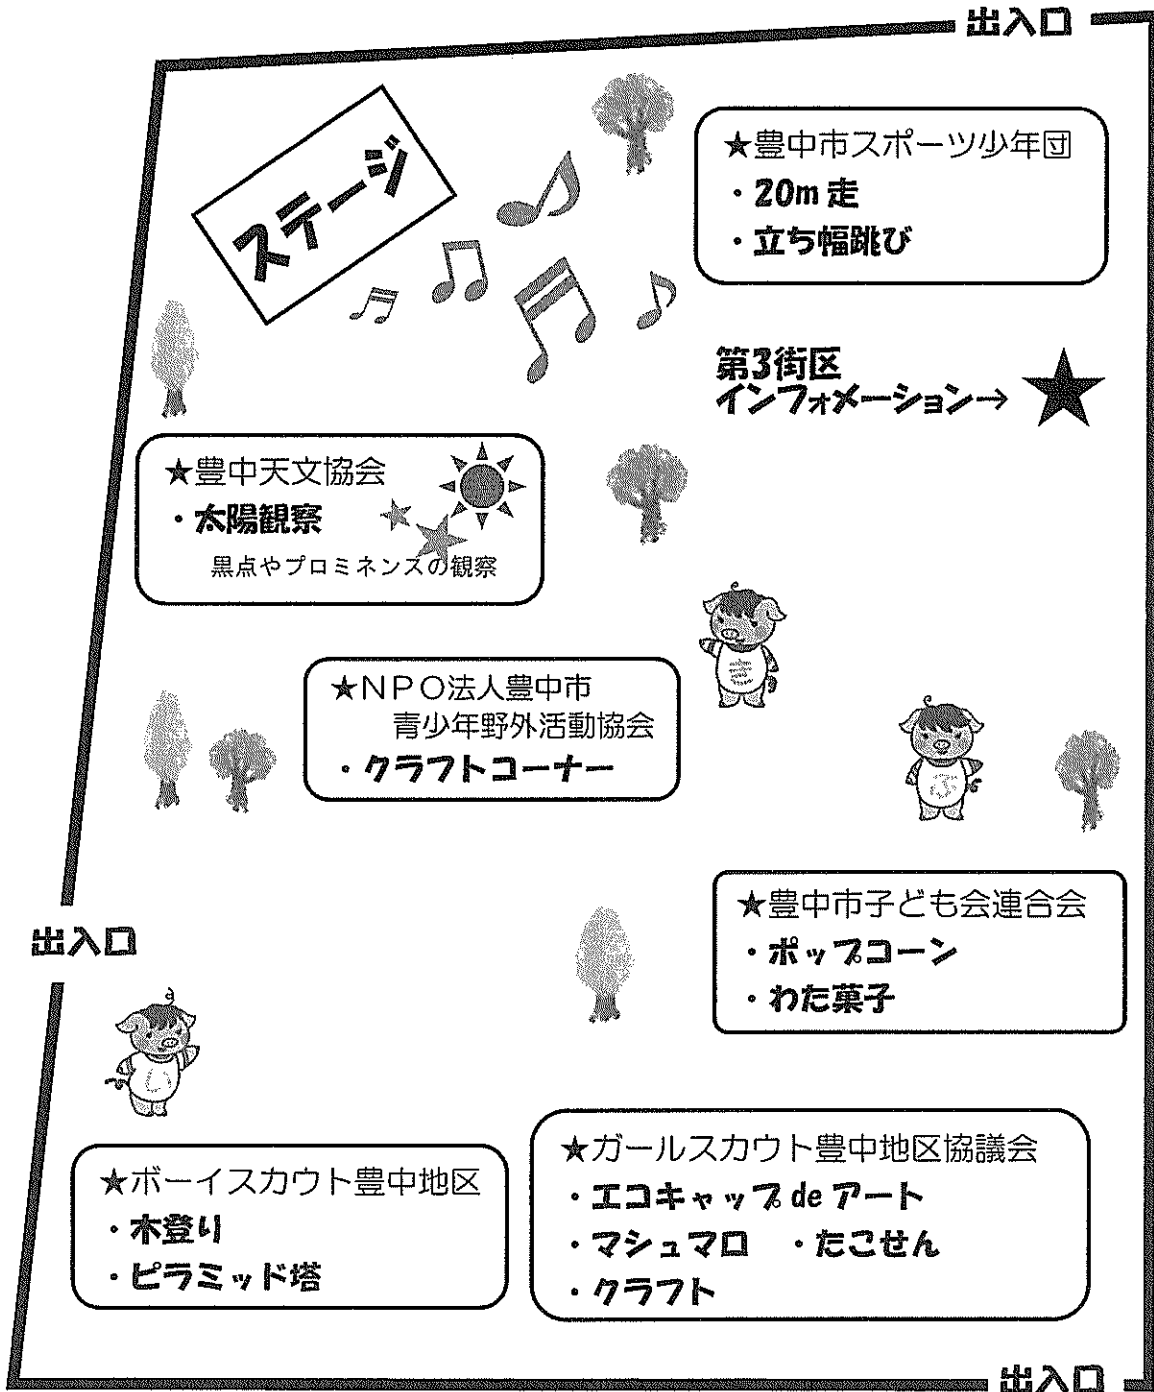 出入口
ステージ
★豊中市スポーツ少年団
・20m走
・立ち幅跳び
第3街区
インフォメーション→
★豊中天文協会
・太陽観察
黒点やプロミネンスの観察
き
★NPO法人豊中市
青少年野外活動協会
・クラフトコーナー
ぶ
★豊中市子ども会連合会
・ポップコーン
・わた菓子
出入口
い
★ボーイスカウト豊中地区
・木登り
・ピラミッド塔
★ガールスカウト豊中地区協議会
・エコキャップdeアート
・マシュマロ ・たこせん
・クラフト
出入口